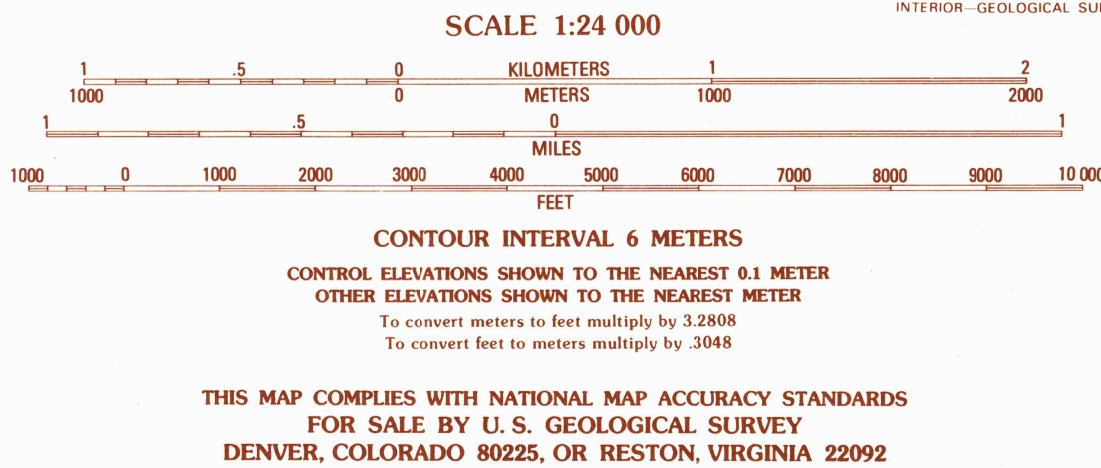 INTERIOR—GEOLOGICAL
SCALE 1:24 000
1 .5 0 KILOMETERS 1 2
1000 0 METERS 1000 2000
1 .5 0 1
MILES
1000 0 1000 2000 3000 4000 5000 6000 7000 8000 9000 10 000
FEET
CONTOUR INTERVAL 6 METERS
CONTROL ELEVATIONS SHOWN TO THE NEAREST 0.1 METER
OTHER ELEVATIONS SHOWN TO THE NEAREST METER
To convert meters to feet multiply by 3.2808
To convert feet to meters multiply by .3048
THIS MAP COMPLIES WITH NATIONAL MAP ACCURACY STANDARDS
FOR SALE BY U. S. GEOLOGICAL SURVEY
DENVER, COLORADO 80225, OR RESTON, VIRGINIA 22092